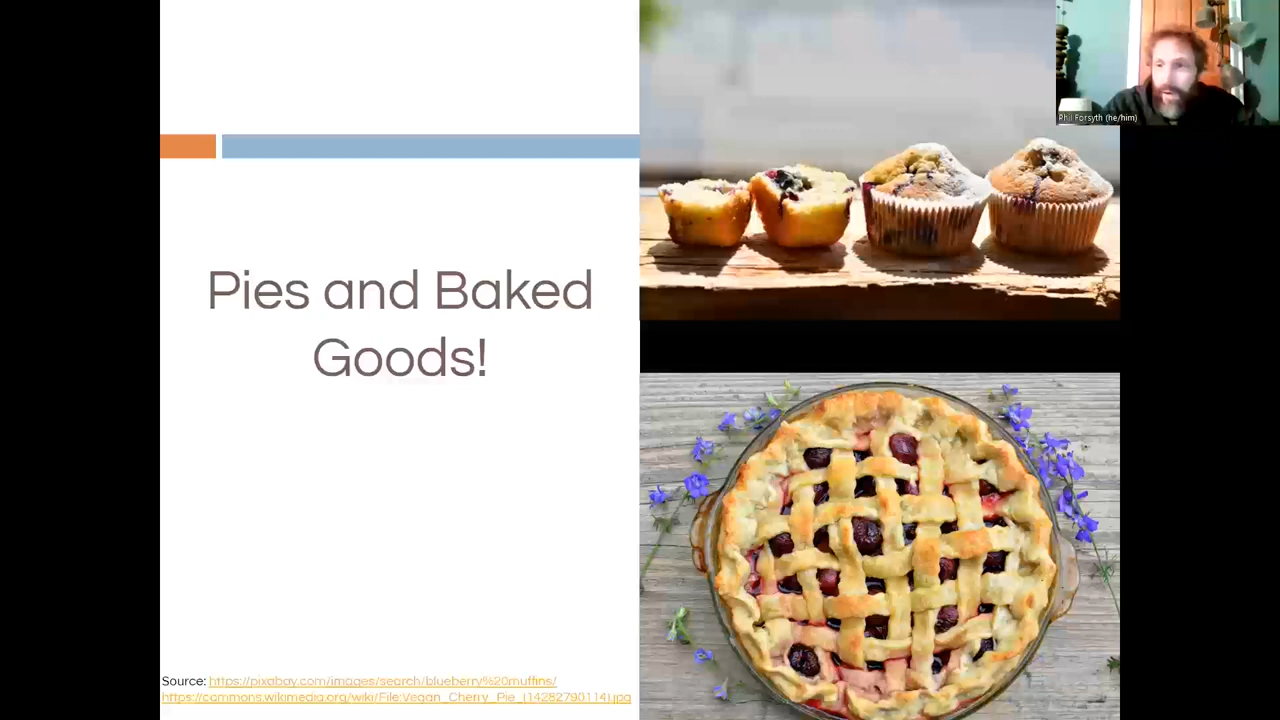 Phil Forsyth (he/him)
Pies and Baked
Goods!
Source: https://pixabay.com/images/search/blueberry%20muffins/
https://commons.wikimedia.org/wiki/File:Vegan_Cherry_Pie_(14282790114).jpg